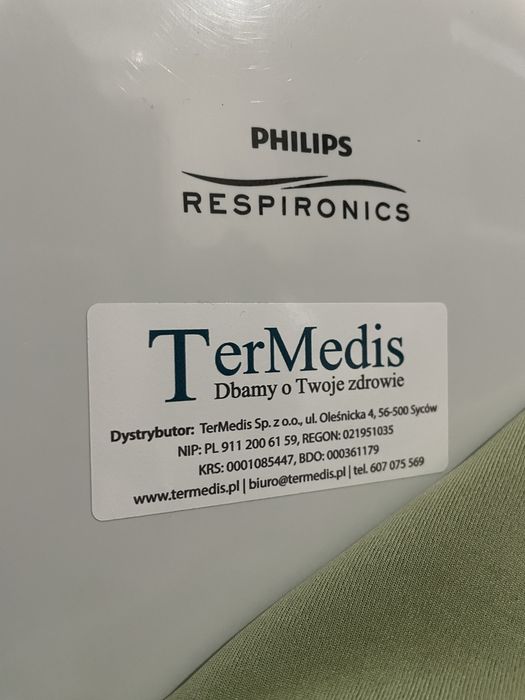 PHILIPS
RESPIRONICS
TerMedis
Dbamy o Twoje zdrowie
Dystrybutor: TerMedis Sp. z o.o., ul. Oleśnicka 4, 56-500 Syców
NIP: PL 911 200 61 59, REGON: 021951035
KRS: 0001085447, BDO: 000361179
www.termedis.pl | biuro@termedis.pl | tel. 607 075 569